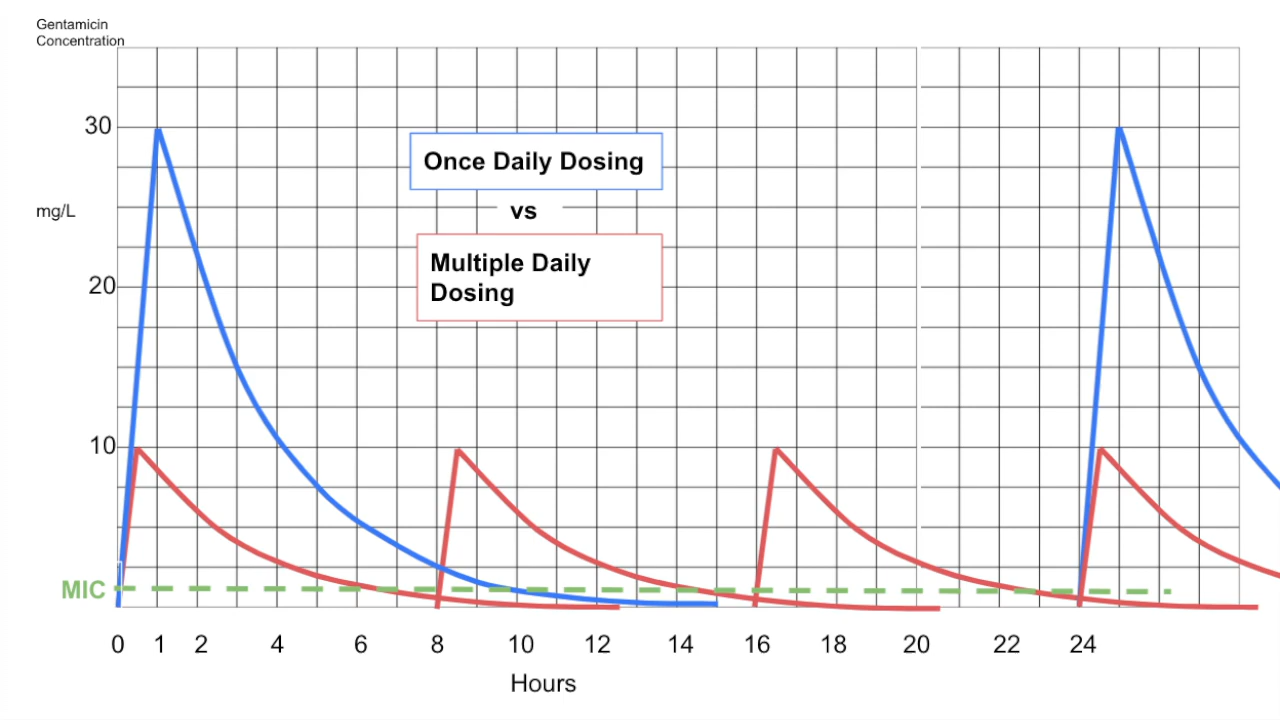 Gentamicin
Concentration
30
Once Daily Dosing
mg/L
vs
Multiple Daily
Dosing
20
10
MIC
0 1 2 4 6 8 10 12 14 16 18 20 22 24
Hours